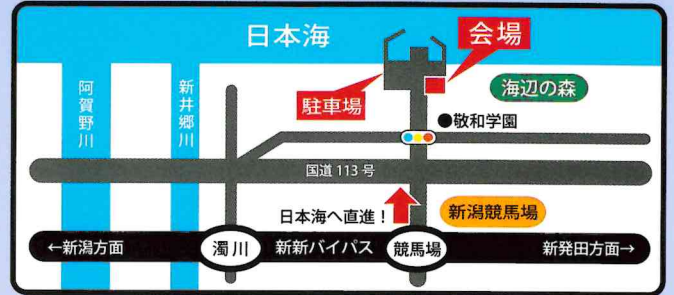 日本海
会場
駐車場
海辺の森
阿賀野川
新井郷川
●敬和学園
国道113号
日本海へ直進！
新潟競馬場
←新潟方面
濁川
新新バイパス
競馬場
新発田方面→